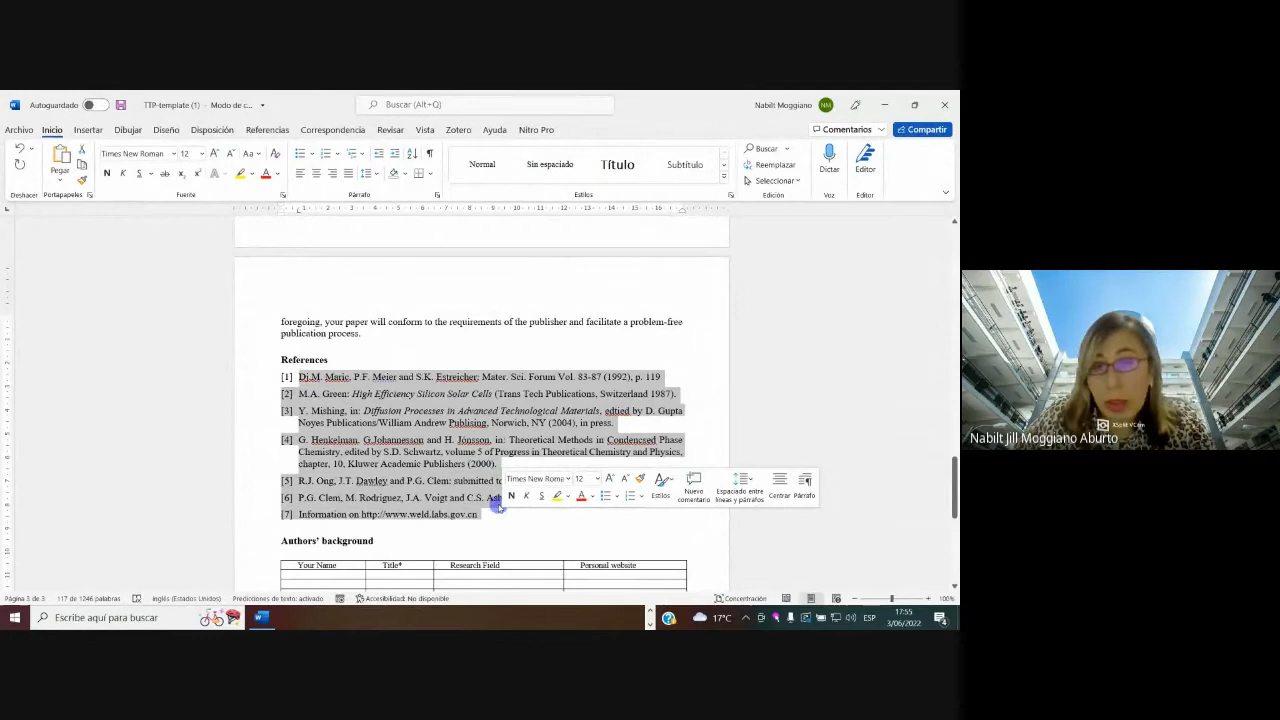 Autoguardado TTP-template (1) - Modo de c... Buscar (Alt+Q) Nabilt Moggiano NM
Archivo Inicio Insertar Dibujar Diseño Disposición Referencias Correspondencia Revisar Vista Zotero Ayuda Nitro Pro Comentarios Compartir
Times New Roman 12 Normal Sin espaciado Título Subtítulo
Pegar Buscar Reemplazar Seleccionar Dictar Editor
Deshacer Portapapeles Fuente Párrafo Estilos Edición Voz Editor
foregoing, your paper will conform to the requirements of the publisher and facilitate a problem-free
publication process.
References
[1] Dj.M. Maric, P.F. Meier and S.K. Estreicher: Mater. Sci. Forum Vol. 83-87 (1992), p. 119
[2] M.A. Green: High Efficiency Silicon Solar Cells (Trans Tech Publications, Switzerland 1987).
[3] Y. Mishing, in: Diffusion Processes in Advanced Technological Materials, edtied by D. Gupta
Noyes Publications/William Andrew Publising, Norwich, NY (2004), in press.
[4] G. Henkelman, G.Johannesson and H. Jónsson, in: Theoretical Methods in Condencsed Phase
Chemistry, edited by S.D. Schwartz, volume 5 of Progress in Theoretical Chemistry and Physics,
chapter, 10, Kluwer Academic Publishers (2000).
[5] R.J. Ong, J.T. Dawley and P.G. Clem: submitted to
[6] P.G. Clem, M. Rodriguez, J.A. Voigt and C.S. Ash
[7] Information on http://www.weld.labs.gov.cn
Times New Roma 12
Estilos Nuevo comentario Espaciado entre líneas y párrafos Centrar Párrafo
Authors' background
Your Name Title* Research Field Personal website
Página 3 de 3 117 de 1246 palabras Inglés (Estados Unidos) Predicciones de texto: activado Accesibilidad: No disponible Concentración 100%
Escribe aquí para buscar 17°C ESP 17:55
3/06/2022
XSplit VCam
Nabilt Jill Moggiano Aburto